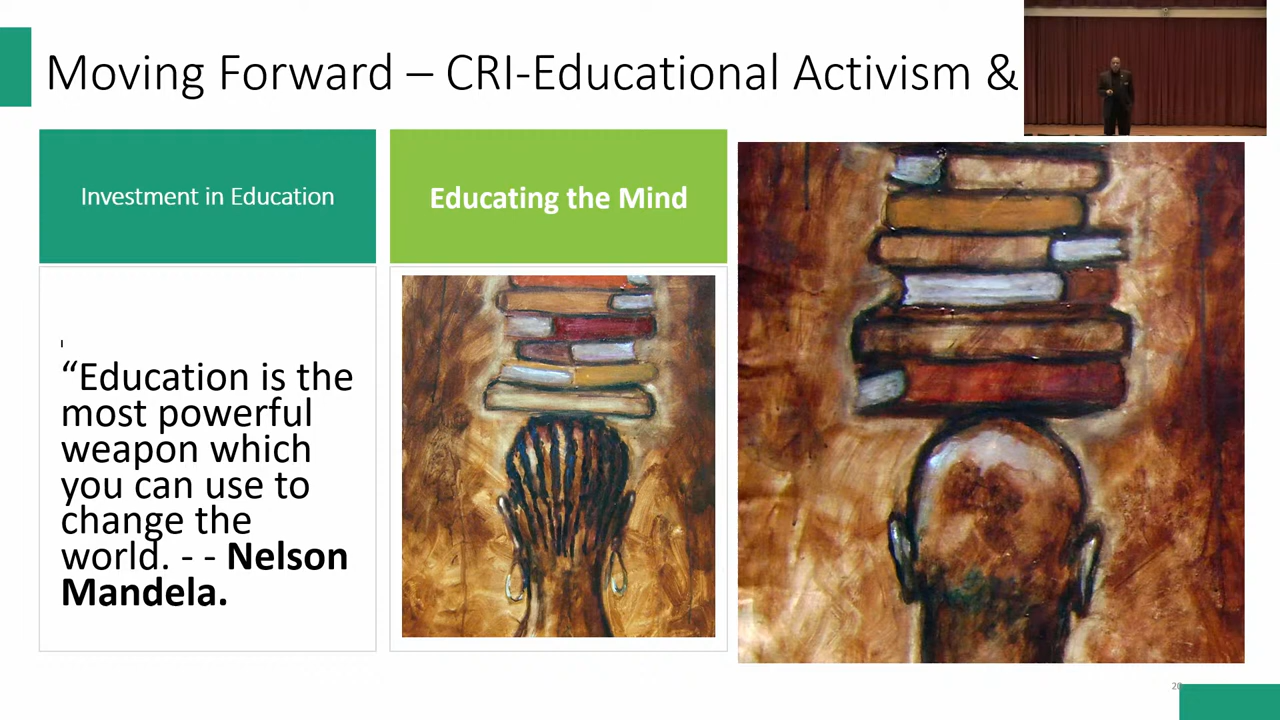 Moving Forward – CRI-Educational Activism &
Investment in Education
Educating the Mind
“Education is the
most powerful
weapon which
you can use to
change the
world. - - Nelson
Mandela.